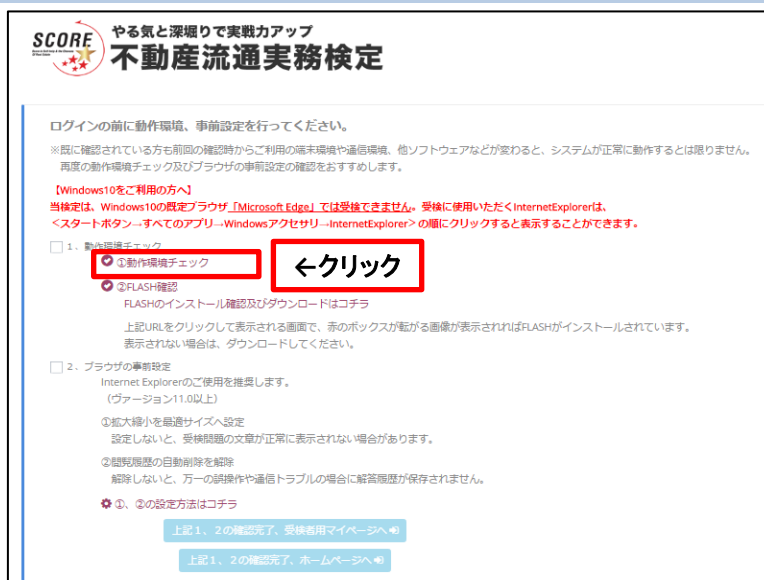 SCORE
やる気と深堀りで実戦力アップ
不動産流通実務検定
ログインの前に動作環境、事前設定を行ってください。
※既に確認されている方も前回の確認時からご利用の端末環境や通信環境、他ソフトウェアなどが変わると、システムが正常に動作するとは限りません。
再度の動作環境チェック及びブラウザの事前設定の確認をおすすめします。
【Windows10をご利用の方へ】
当検定は、Windows10の既定ブラウザ「Microsoft Edge」では受検できません。受検に使用いただくInternetExplorerは、
<スタートボタン→すべてのアプリ→Windowsアクセサリ→InternetExplorer>の順にクリックすると表示することができます。
1、動作環境チェック
①動作環境チェック
←クリック
②FLASH確認
FLASHのインストール確認及びダウンロードはコチラ
上記URLをクリックして表示される画面で、赤のボックスが転がる画像が表示されればFLASHがインストールされています。
表示されない場合は、ダウンロードしてください。
2、ブラウザの事前設定
Internet Explorerのご使用を推奨します。
（ヴァージョン11.0以上）
①拡大縮小を最適サイズへ設定
設定しないと、受検問題の文章が正常に表示されない場合があります。
②閲覧履歴の自動削除を解除
解除しないと、万一の誤操作や通信トラブルの場合に解答履歴が保存されません。
①、②の設定方法はコチラ
上記1、2の確認完了、受検者用マイページへ
上記1、2の確認完了、ホームページへ